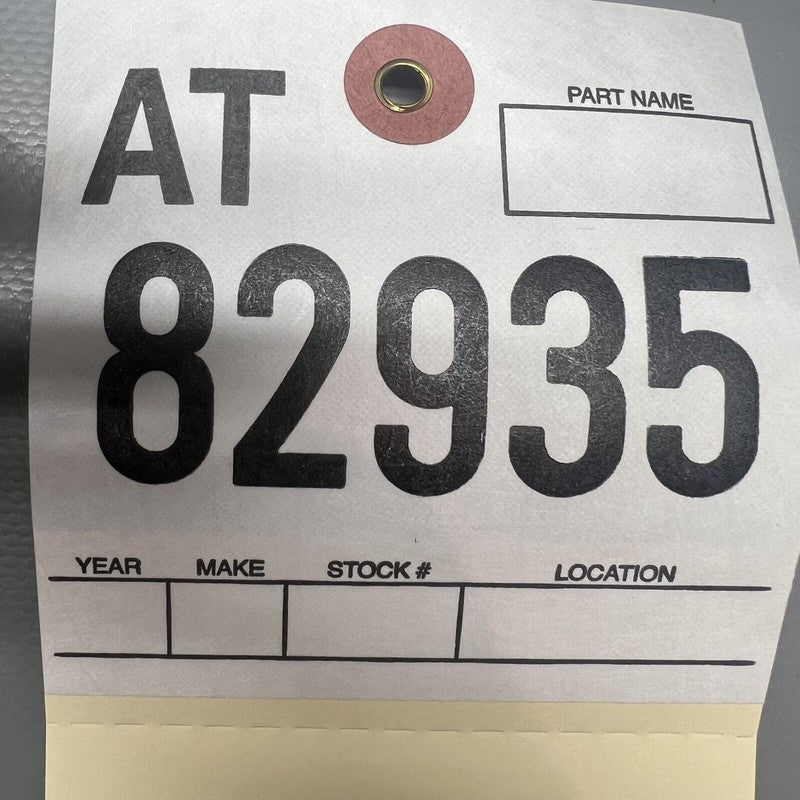 AT
PART NAME
82935
YEAR MAKE STOCK # LOCATION